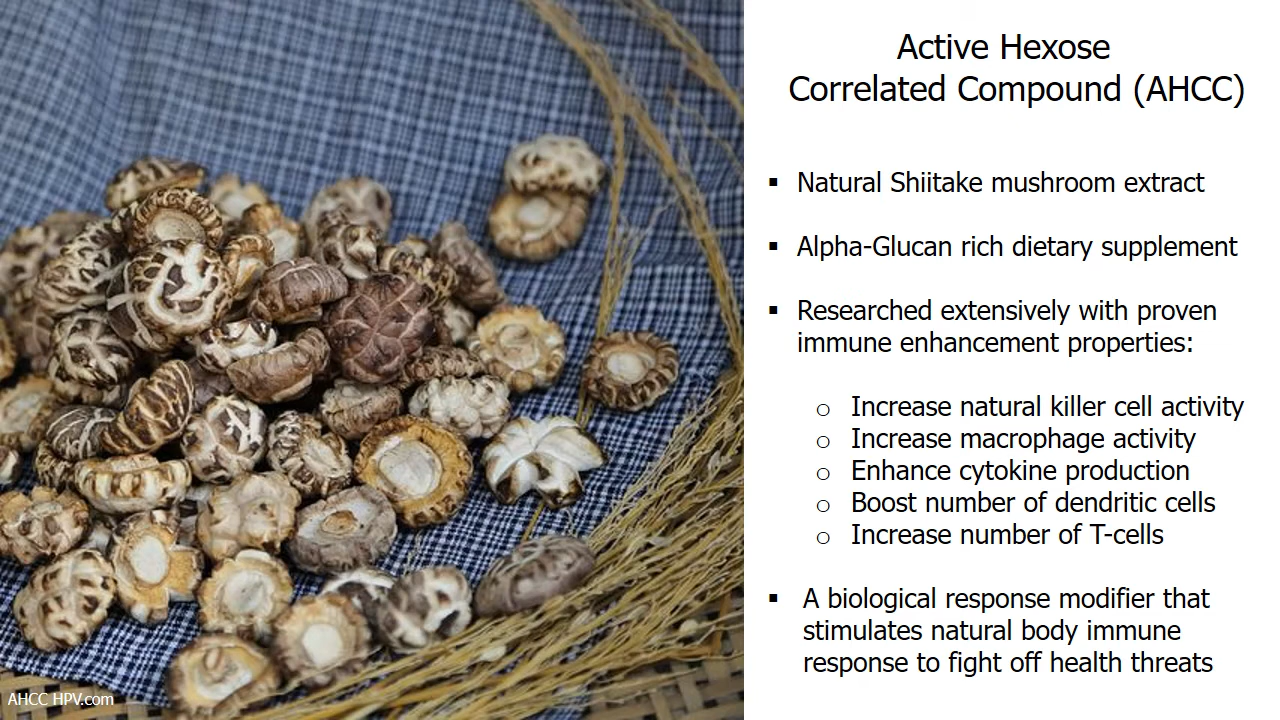 Active Hexose
Correlated Compound (AHCC)
▪ Natural Shiitake mushroom extract
▪ Alpha-Glucan rich dietary supplement
▪ Researched extensively with proven
immune enhancement properties:
o Increase natural killer cell activity
o Increase macrophage activity
o Enhance cytokine production
o Boost number of dendritic cells
o Increase number of T-cells
▪ A biological response modifier that
stimulates natural body immune
response to fight off health threats
AHCC HPV.com